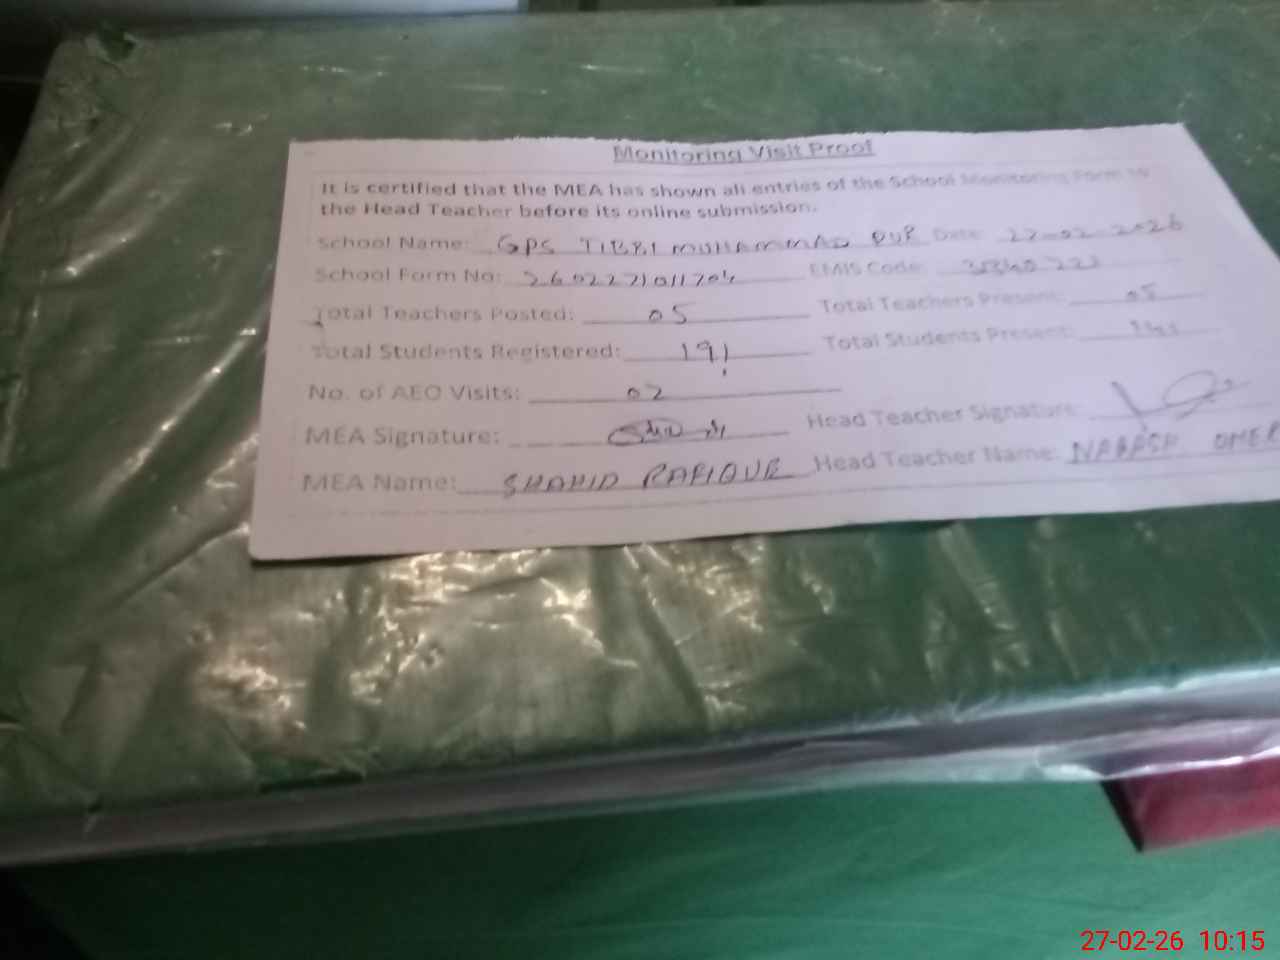 Monitoring Visit Proof
It is certified that the MEA has shown all entries of the School Monitoring Form to
the Head Teacher before its online submission.
School Name: GPS TIBBI MUHAMMAD PUR Date: 27-02-2026
School Form No: 260227101704 EMIS Code:
Total Teachers Posted: 05 Total Teachers Present: 05
Total Students Registered: 191 Total Students Present:
No. of AEO Visits: 02
MEA Signature: Head Teacher Signature:
MEA Name: SHAHID RAFIQUE Head Teacher Name: OMER
27-02-26 10:15